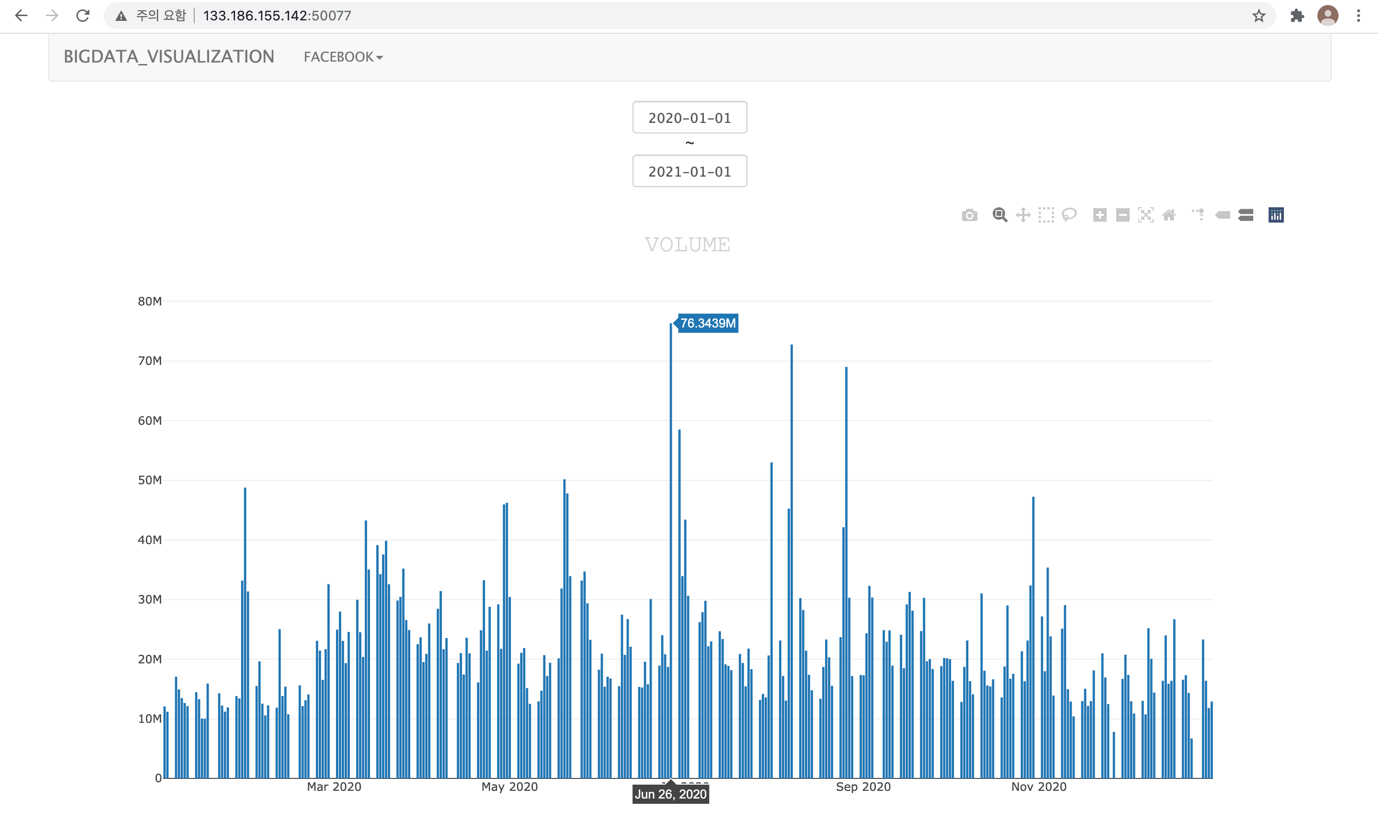 주의 요함 133.186.155.142:50077
BIGDATA_VISUALIZATION FACEBOOK
2020-01-01
~
2021-01-01
VOLUME
80M
76.3439M
70M
60M
50M
40M
30M
20M
10M
0
Mar 2020 May 2020 Sep 2020 Nov 2020
Jun 26, 2020